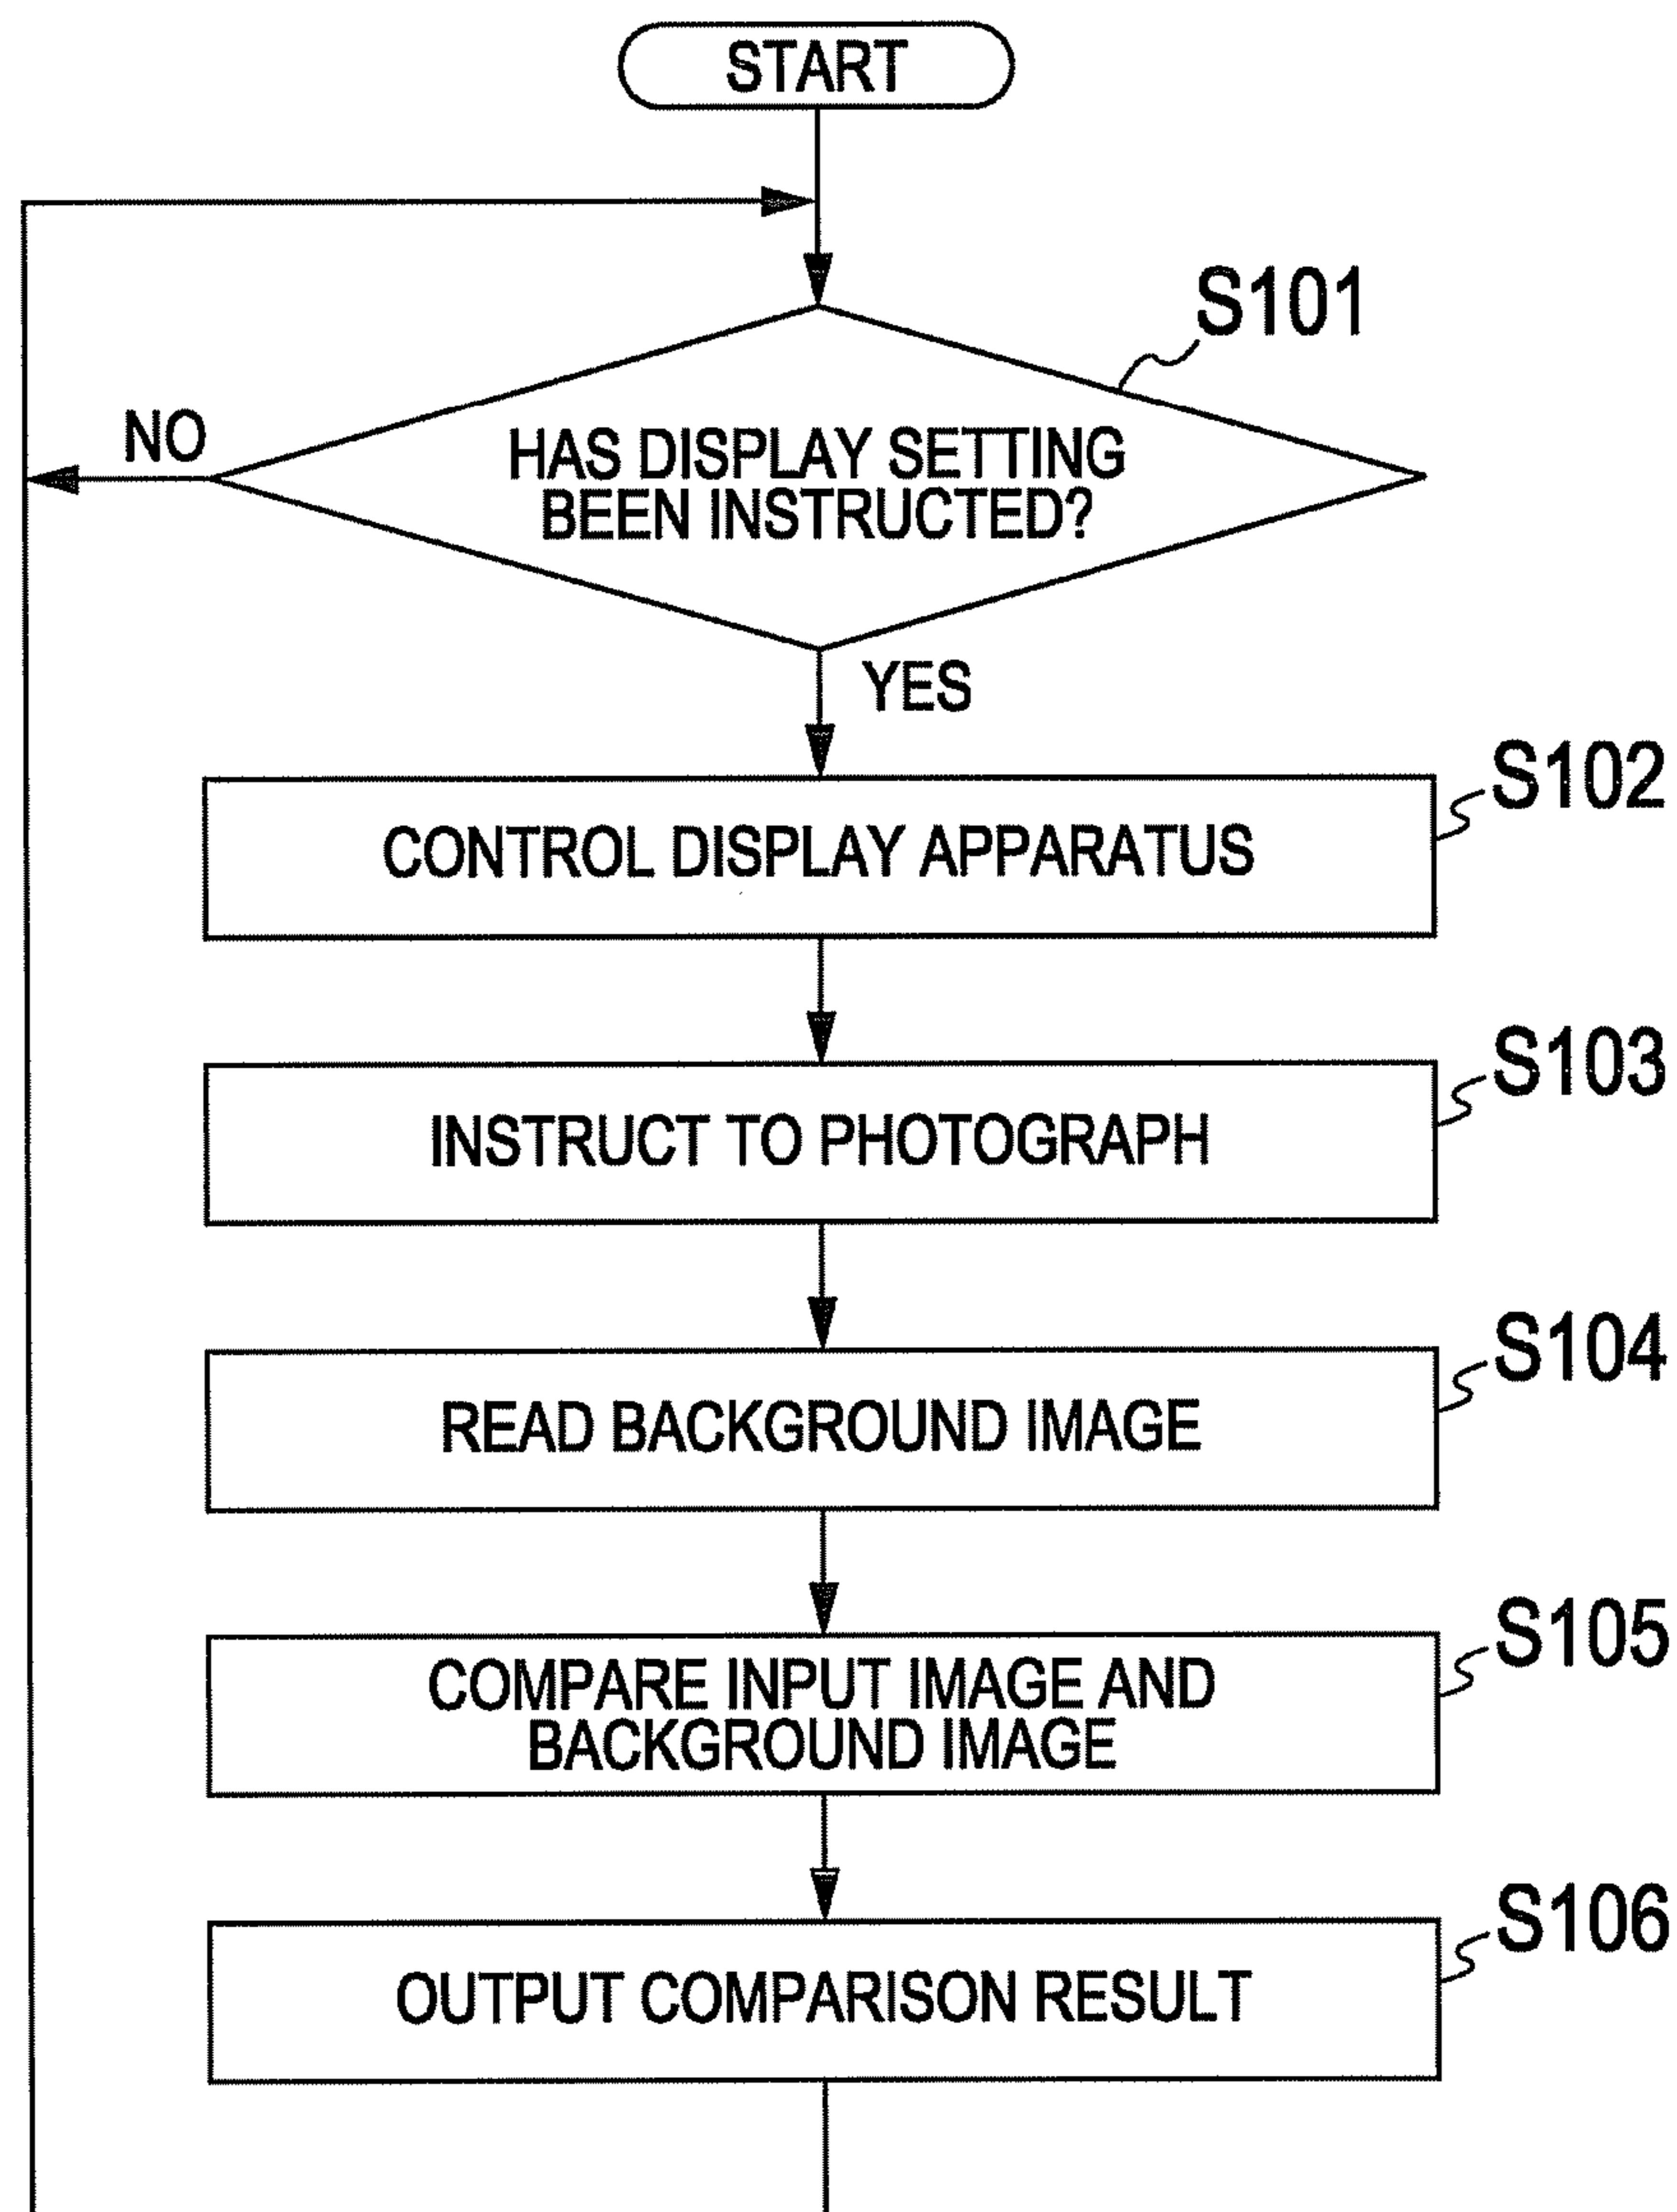 START
S101
NO
HAS DISPLAY SETTING
BEEN INSTRUCTED?
YES
S102
CONTROL DISPLAY APPARATUS
S103
INSTRUCT TO PHOTOGRAPH
S104
READ BACKGROUND IMAGE
S105
COMPARE INPUT IMAGE AND
BACKGROUND IMAGE
S106
OUTPUT COMPARISON RESULT